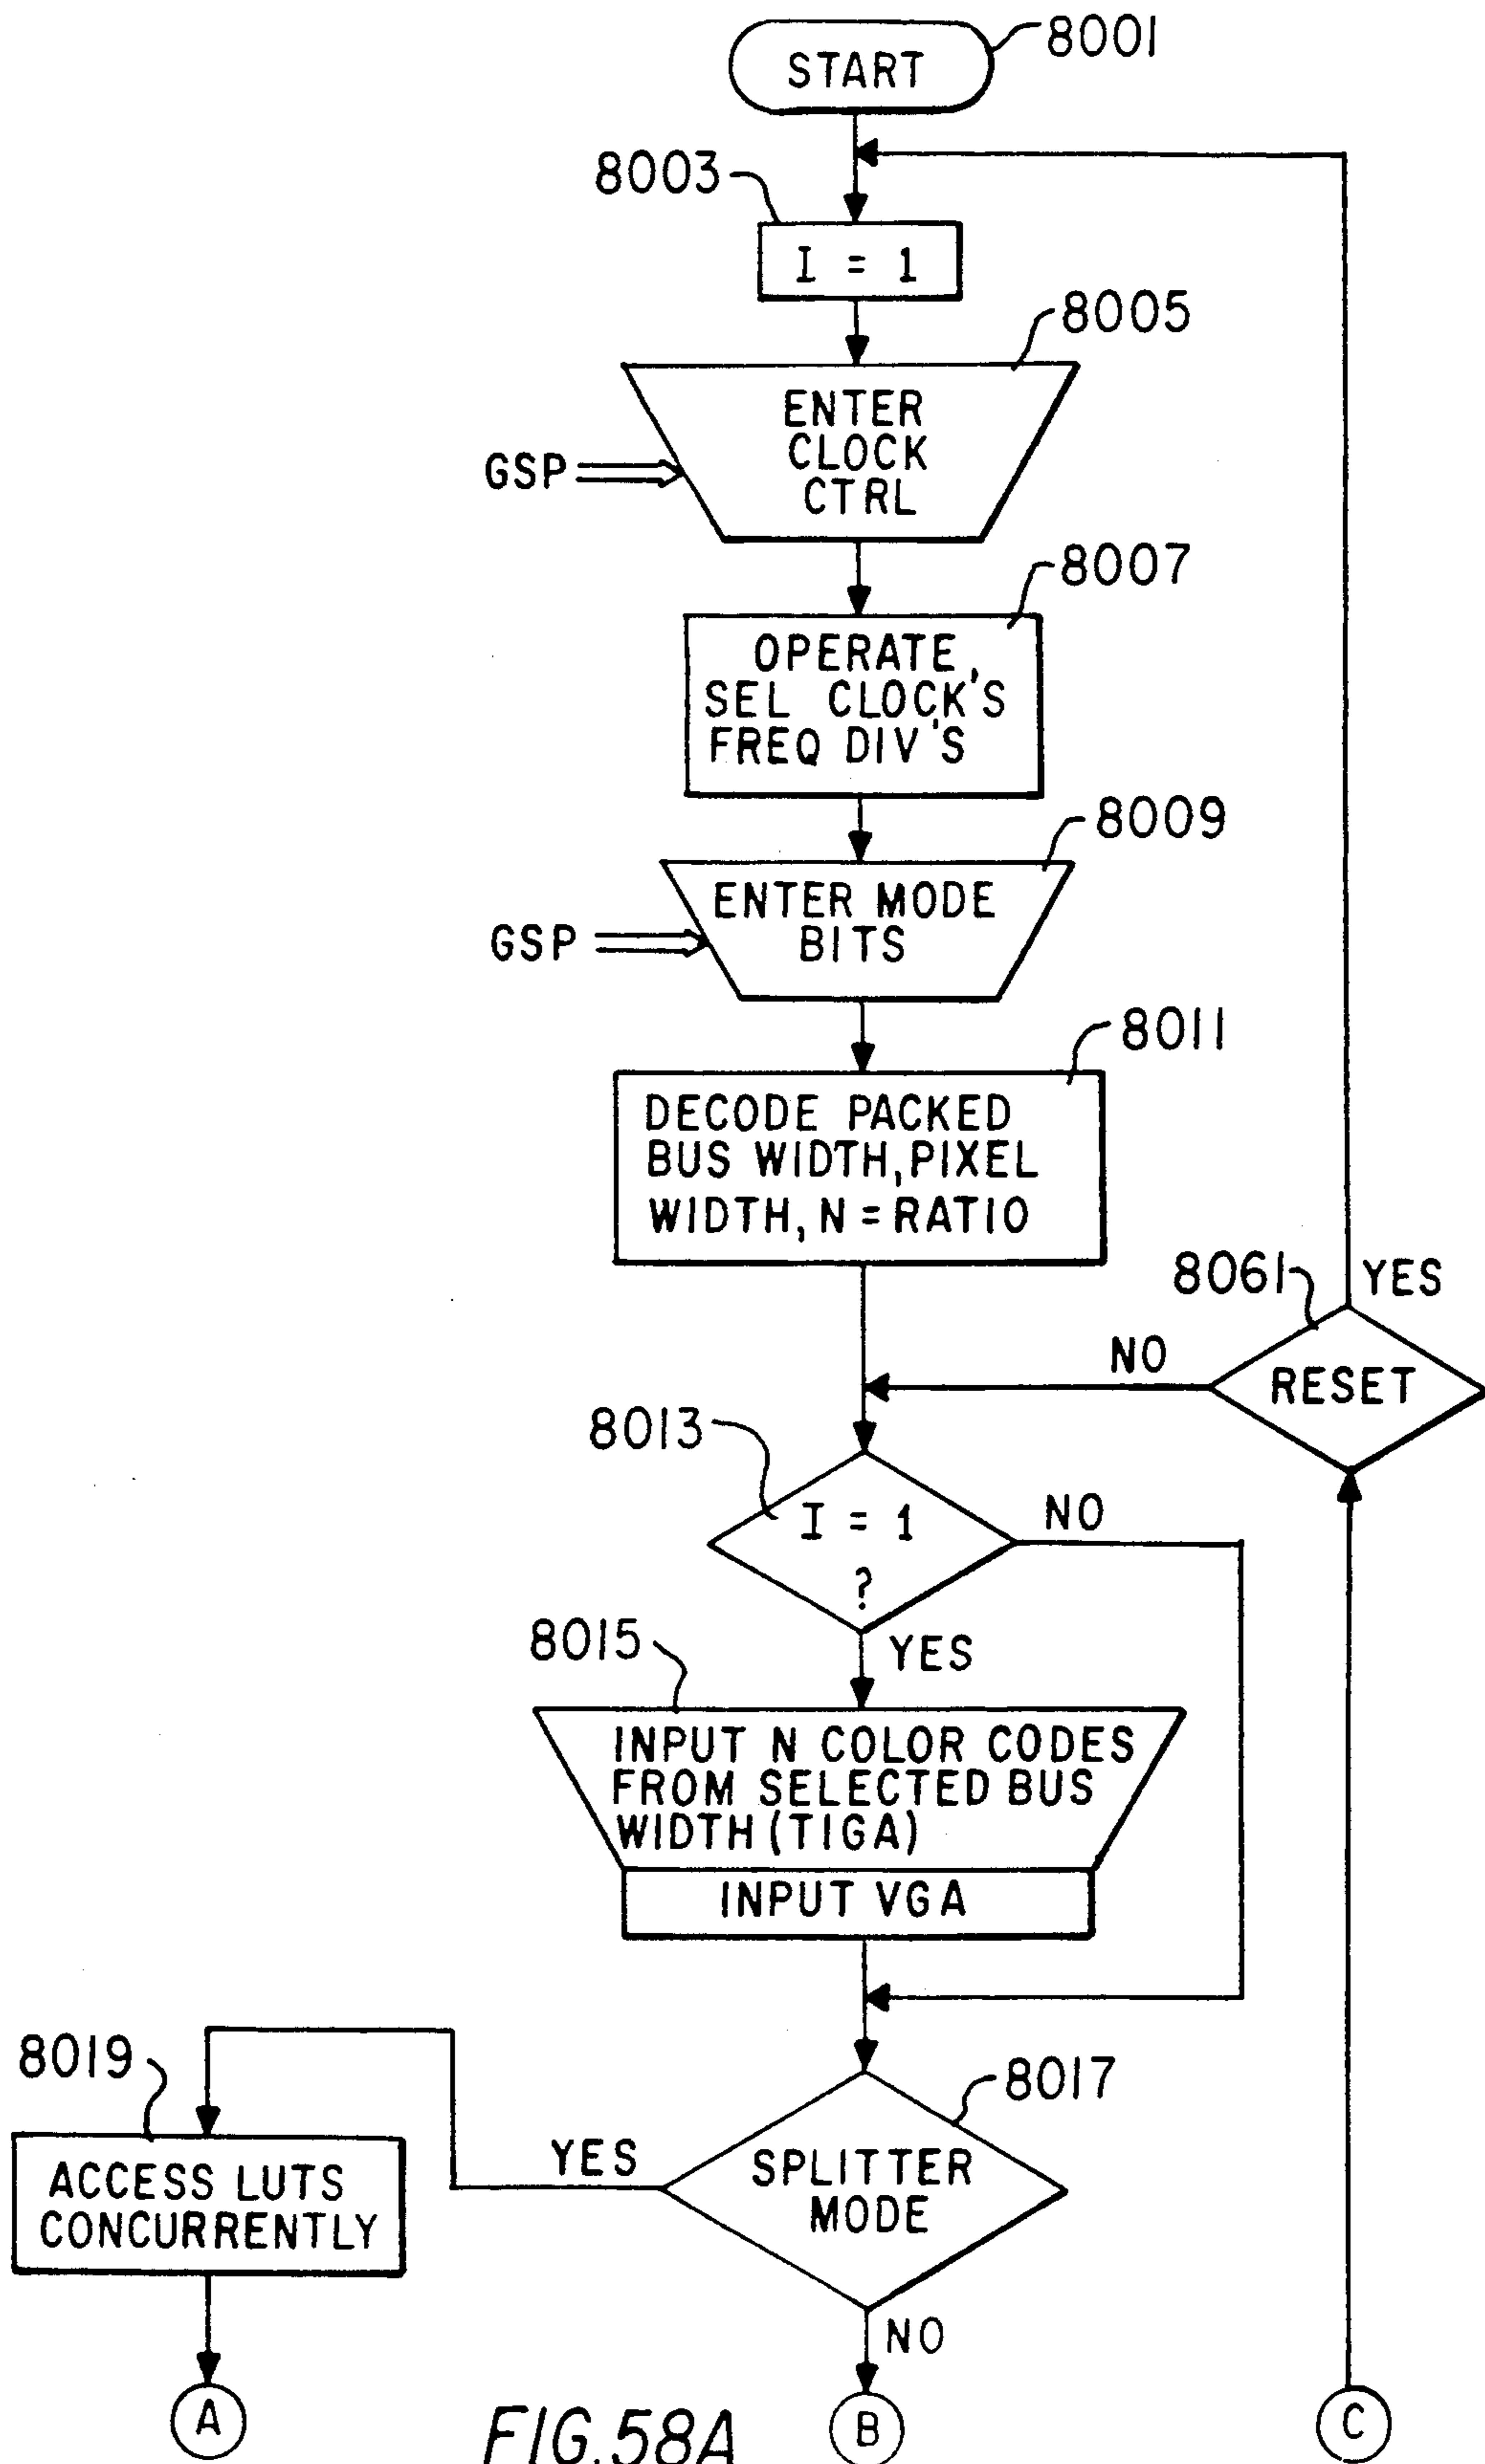 START
8001
8003
I = 1
8005
ENTER
CLOCK
CTRL
GSP
8007
OPERATE,
SEL CLOCK'S
FREQ DIV'S
8009
ENTER MODE
BITS
GSP
8011
DECODE PACKED
BUS WIDTH, PIXEL
WIDTH, N = RATIO
8061
YES
NO
RESET
8013
I = 1
?
NO
YES
8015
INPUT N COLOR CODES
FROM SELECTED BUS
WIDTH (TIGA)
INPUT VGA
8019
8017
YES
SPLITTER
MODE
ACCESS LUTS
CONCURRENTLY
NO
A
B
C
FIG. 58A